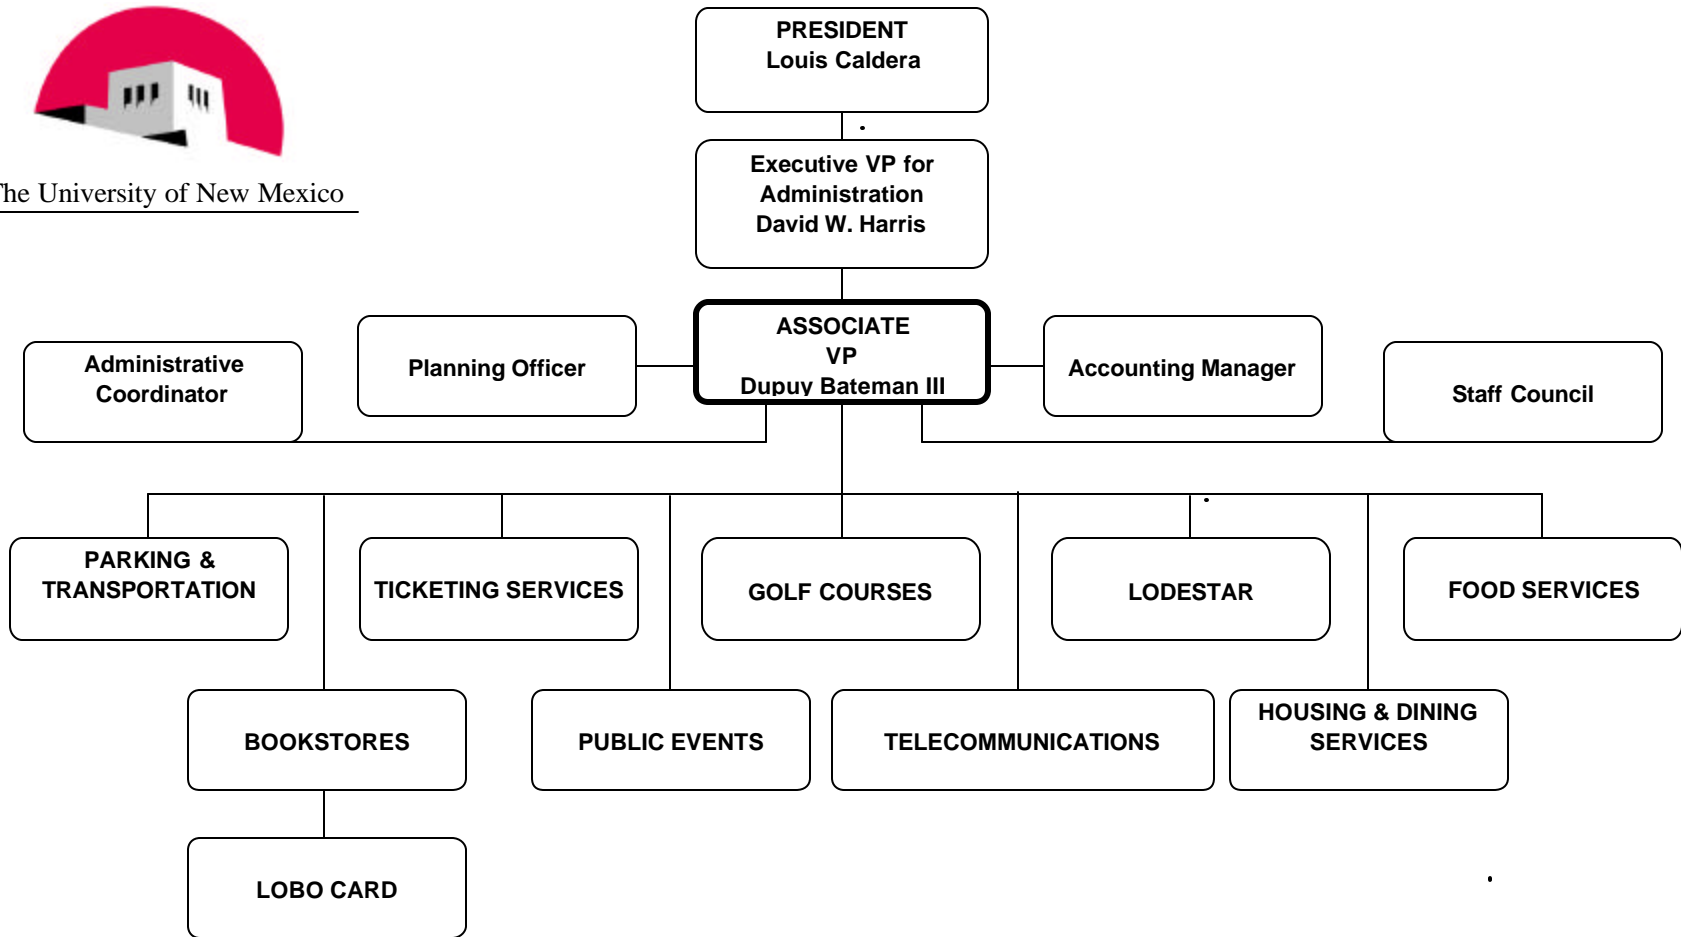 PRESIDENT
Louis Caldera
The University of New Mexico
Executive VP for
Administration
David W. Harris
ASSOCIATE
VP
Dupuy Bateman III
Administrative
Coordinator
Planning Officer
Accounting Manager
Staff Council
PARKING &
TRANSPORTATION
TICKETING SERVICES
GOLF COURSES
LODESTAR
FOOD SERVICES
BOOKSTORES
PUBLIC EVENTS
TELECOMMUNICATIONS
HOUSING & DINING
SERVICES
LOBO CARD